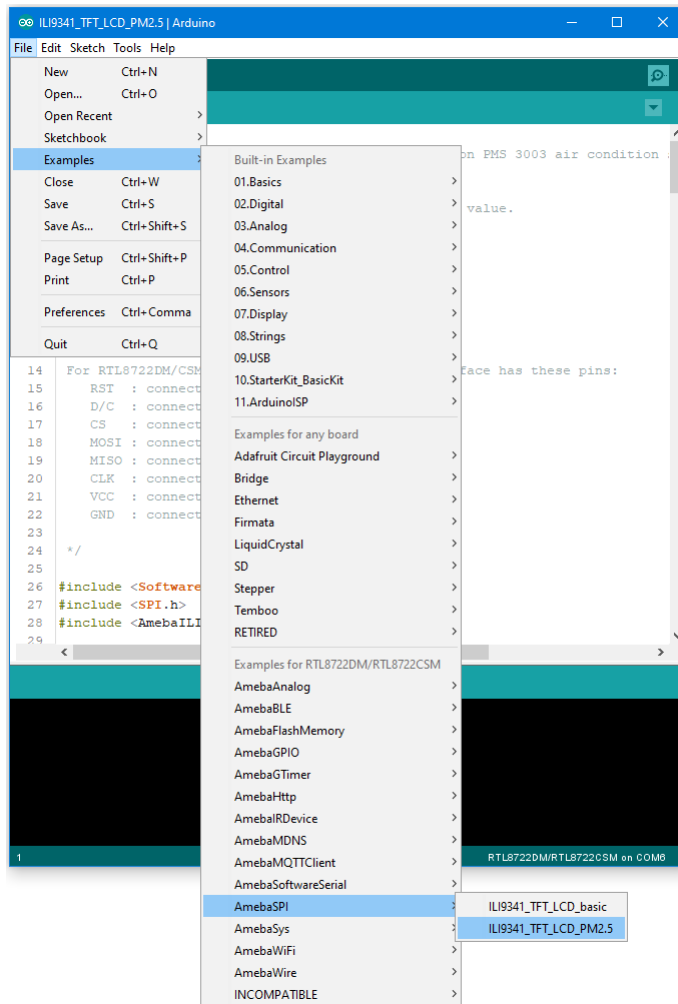 ILI9341_TFT_LCD_PM2.5 | Arduino
File Edit Sketch Tools Help
New Ctrl+N
Open... Ctrl+O
Open Recent
Sketchbook
Examples
Close Ctrl+W
Save Ctrl+S
Save As... Ctrl+Shift+S
Page Setup Ctrl+Shift+P
Print Ctrl+P
Preferences Ctrl+Comma
Quit Ctrl+Q
Built-in Examples
01.Basics
02.Digital
03.Analog
04.Communication
05.Control
06.Sensors
07.Display
08.Strings
09.USB
10.StarterKit_BasicKit
11.ArduinoISP
Examples for any board
Adafruit Circuit Playground
Bridge
Ethernet
Firmata
LiquidCrystal
SD
Stepper
Temboo
RETIRED
Examples for RTL8722DM/RTL8722CSM
AmebaAnalog
AmebaBLE
AmebaFlashMemory
AmebaGPIO
AmebaGTimer
AmebaHttp
AmebaIRDevice
AmebaMDNS
AmebaMQTTClient
AmebaSoftwareSerial
AmebaSPI
AmebaSys
AmebaWiFi
AmebaWire
INCOMPATIBLE
ILI9341_TFT_LCD_basic
ILI9341_TFT_LCD_PM2.5
on PMS 3003 air condition
value.
14 For RTL8722DM/CSM face has these pins:
15 RST : connect
16 D/C : connect
17 CS : connect
18 MOSI : connect
19 MISO : connect
20 CLK : connect
21 VCC : connect
22 GND : connect
23
24 */
25
26 #include <Software
27 #include <SPI.h>
28 #include <AmebaILI
29
1 RTL8722DM/RTL8722CSM on COM6